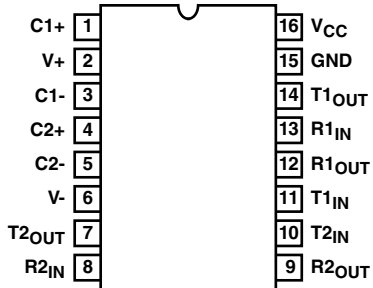 C1+ 1 16 VCC
V+ 2 15 GND
C1- 3 14 T1OUT
C2+ 4 13 R1IN
C2- 5 12 R1OUT
V- 6 11 T1IN
T2OUT 7 10 T2IN
R2IN 8 9 R2OUT